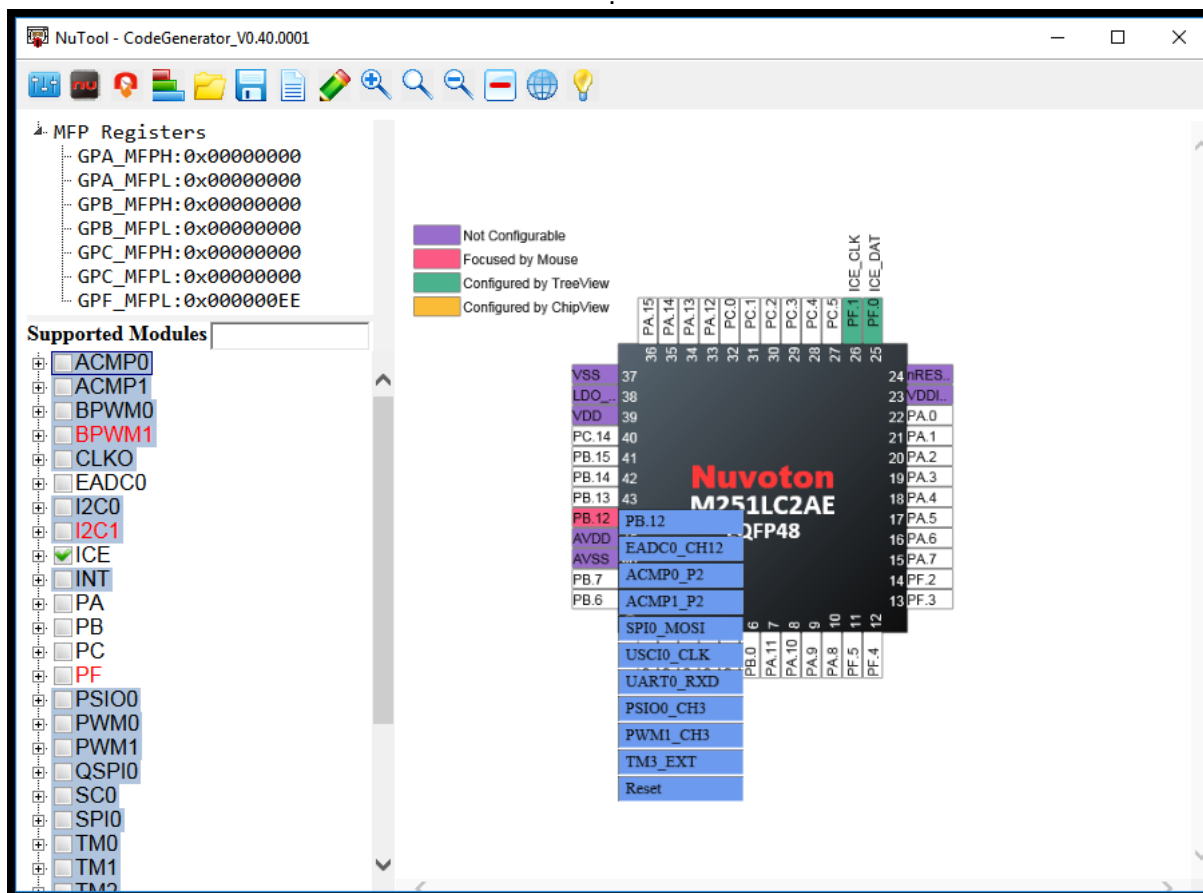 NuTool - CodeGenerator_V0.40.0001
MFP Registers
GPA_MFPH:0x00000000
GPA_MFPL:0x00000000
GPB_MFPH:0x00000000
GPB_MFPL:0x00000000
GPC_MFPH:0x00000000
GPC_MFPL:0x00000000
GPF_MFPL:0x000000EE
Supported Modules
ACMP0
ACMP1
BPWM0
BPWM1
CLKO
EADC0
I2C0
I2C1
ICE
INT
PA
PB
PC
PF
PSIO0
PWM0
PWM1
QSPI0
SC0
SPI0
TM0
TM1
TM2
Not Configurable
Focused by Mouse
Configured by TreeView
Configured by ChipView
ICE_CLK
ICE_DAT
PA.15
PA.14
PA.13
PA.12
PC.0
PC.1
PC.2
PC.3
PC.4
PC.5
PF.1
PF.0
36 35 34 33 32 31 30 29 28 27 26 25
VSS 37
LDO_.. 38
VDD 39
PC.14 40
PB.15 41
PB.14 42
PB.13 43
PB.12
AVDD
AVSS
PB.7
PB.6
24 nRES..
23 VDDI..
22 PA.0
21 PA.1
20 PA.2
19 PA.3
18 PA.4
17 PA.5
16 PA.6
15 PA.7
14 PF.2
13 PF.3
Nuvoton
M251LC2AE
QFP48
PB.12
EADC0_CH12
ACMP0_P2
ACMP1_P2
SPI0_MOSI
USCI0_CLK
UART0_RXD
PSIO0_CH3
PWM1_CH3
TM3_EXT
Reset
6 7 8 9 10 11 12
PB.0
PA.11
PA.10
PA.9
PA.8
PF.5
PF.4